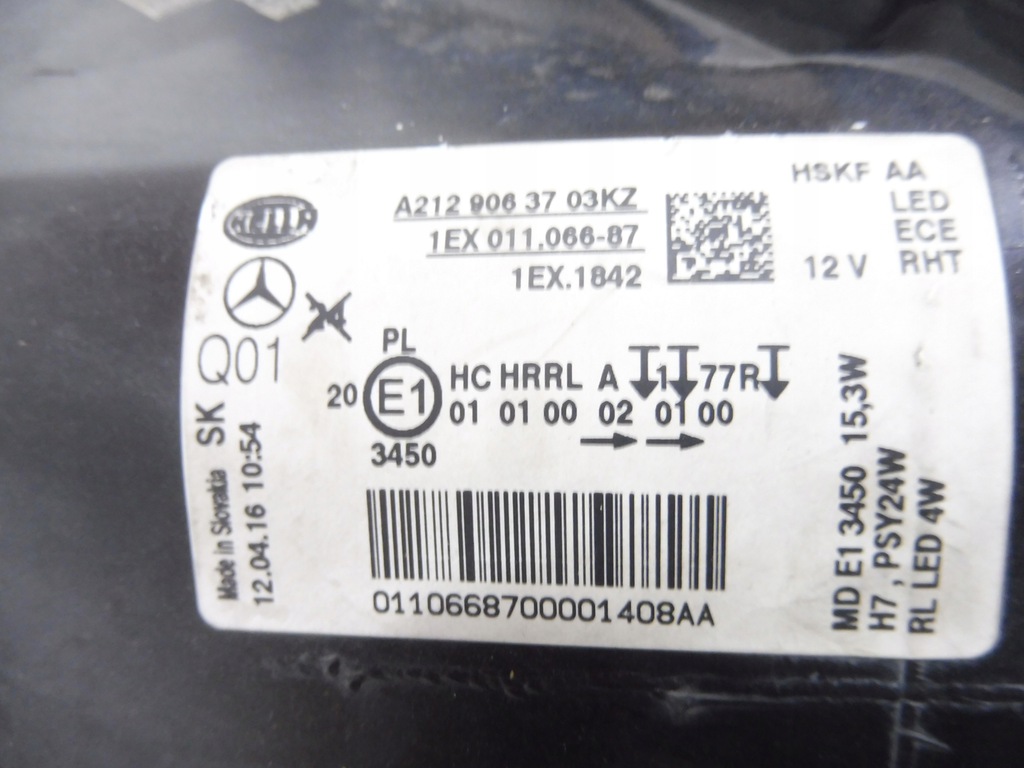 HELLA
A212 906 37 03KZ
1EX 011.066-87
1EX.1842
HSKF AA
LED
ECE
12 V RHT
24
Q01
PL
20 E1 HC HRRL A 1 77R
01 01 00 02 01 00
3450
Made in Slovakia SK
12.04.16 10:54
0110668700001408AA
MD E1 3450 15,3W
H7 , PSY24W
RL LED 4W